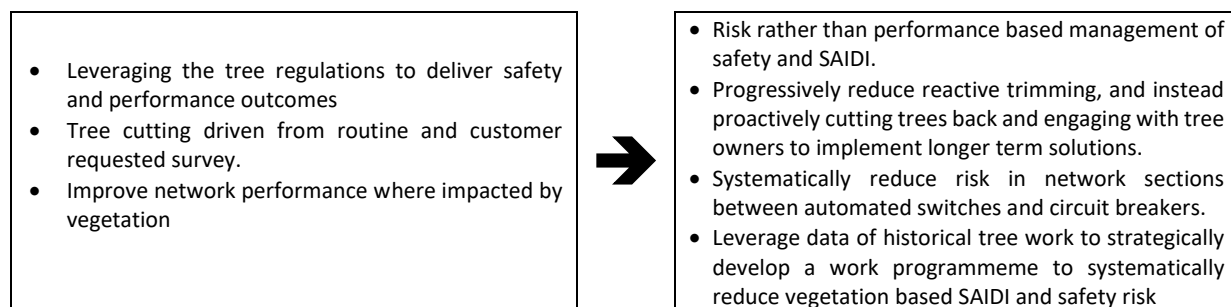 • Leveraging the tree regulations to deliver safety
and performance outcomes
• Tree cutting driven from routine and customer
requested survey.
• Improve network performance where impacted by
vegetation
• Risk rather than performance based management of
safety and SAIDI.
• Progressively reduce reactive trimming, and instead
proactively cutting trees back and engaging with tree
owners to implement longer term solutions.
• Systematically reduce risk in network sections
between automated switches and circuit breakers.
• Leverage data of historical tree work to strategically
develop a work programmeme to systematically
reduce vegetation based SAIDI and safety risk